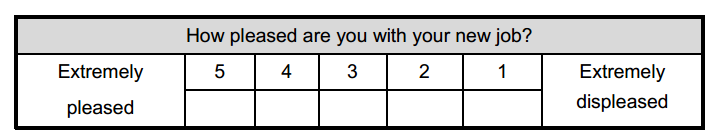 How pleased are you with your new job?
Extremely pleased 5 4 3 2 1 Extremely displeased